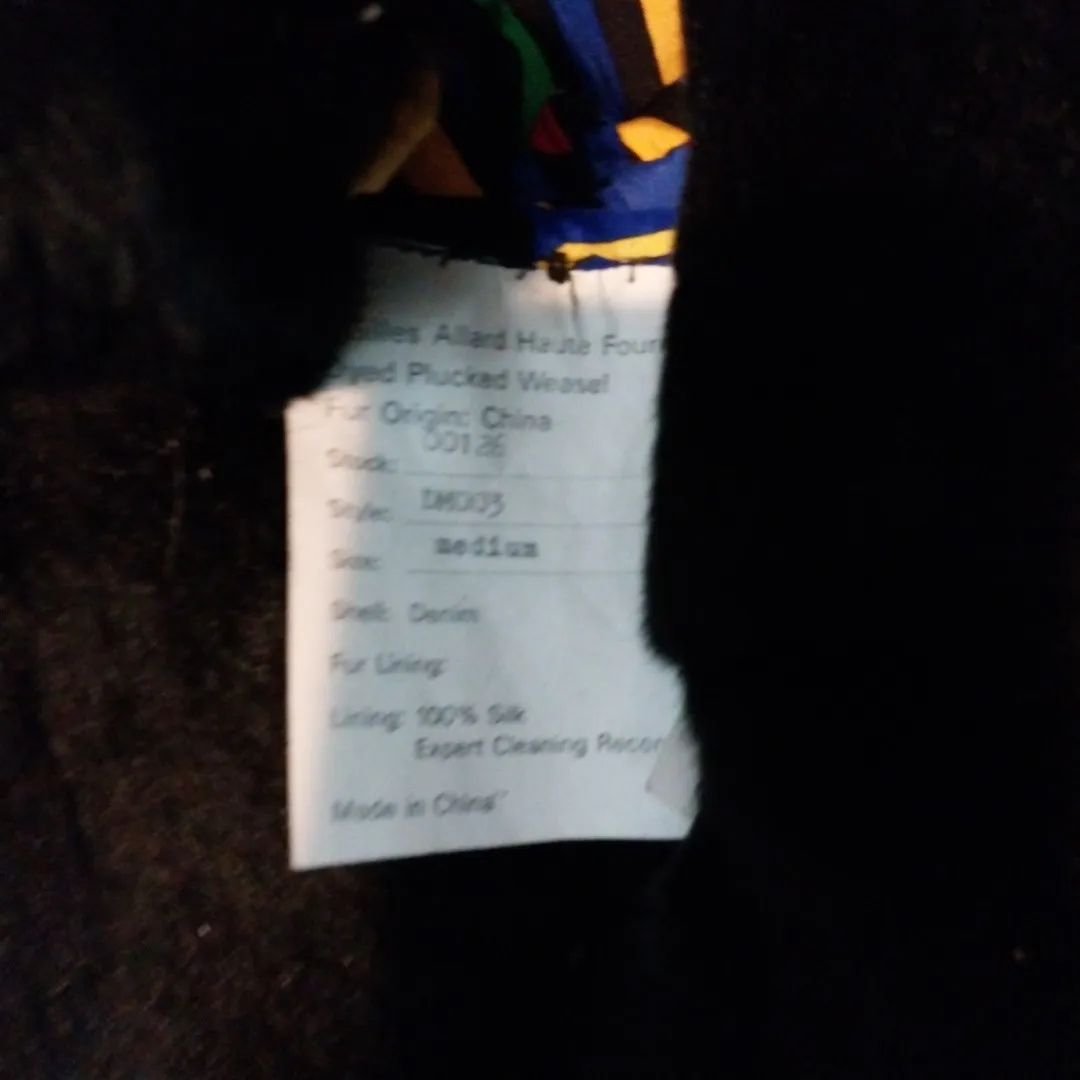 Allard Haute
Plucked Weasel
Fur Origin: China
Stock: 00126
Style: DM003
Size: medium
Shell: Denim
Fur Lining:
Lining: 100% Silk
Expert Cleaning
Made in China